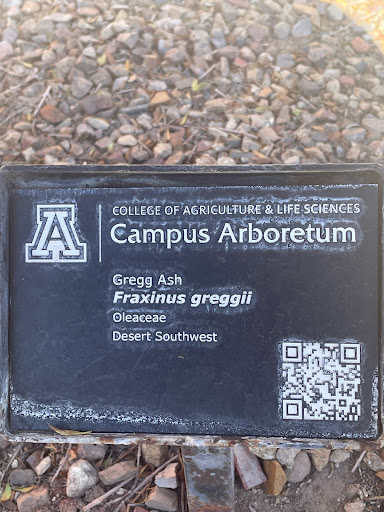 A
COLLEGE OF AGRICULTURE & LIFE SCIENCES
Campus Arboretum
Gregg Ash
Fraxinus greggii
Oleaceae
Desert Southwest